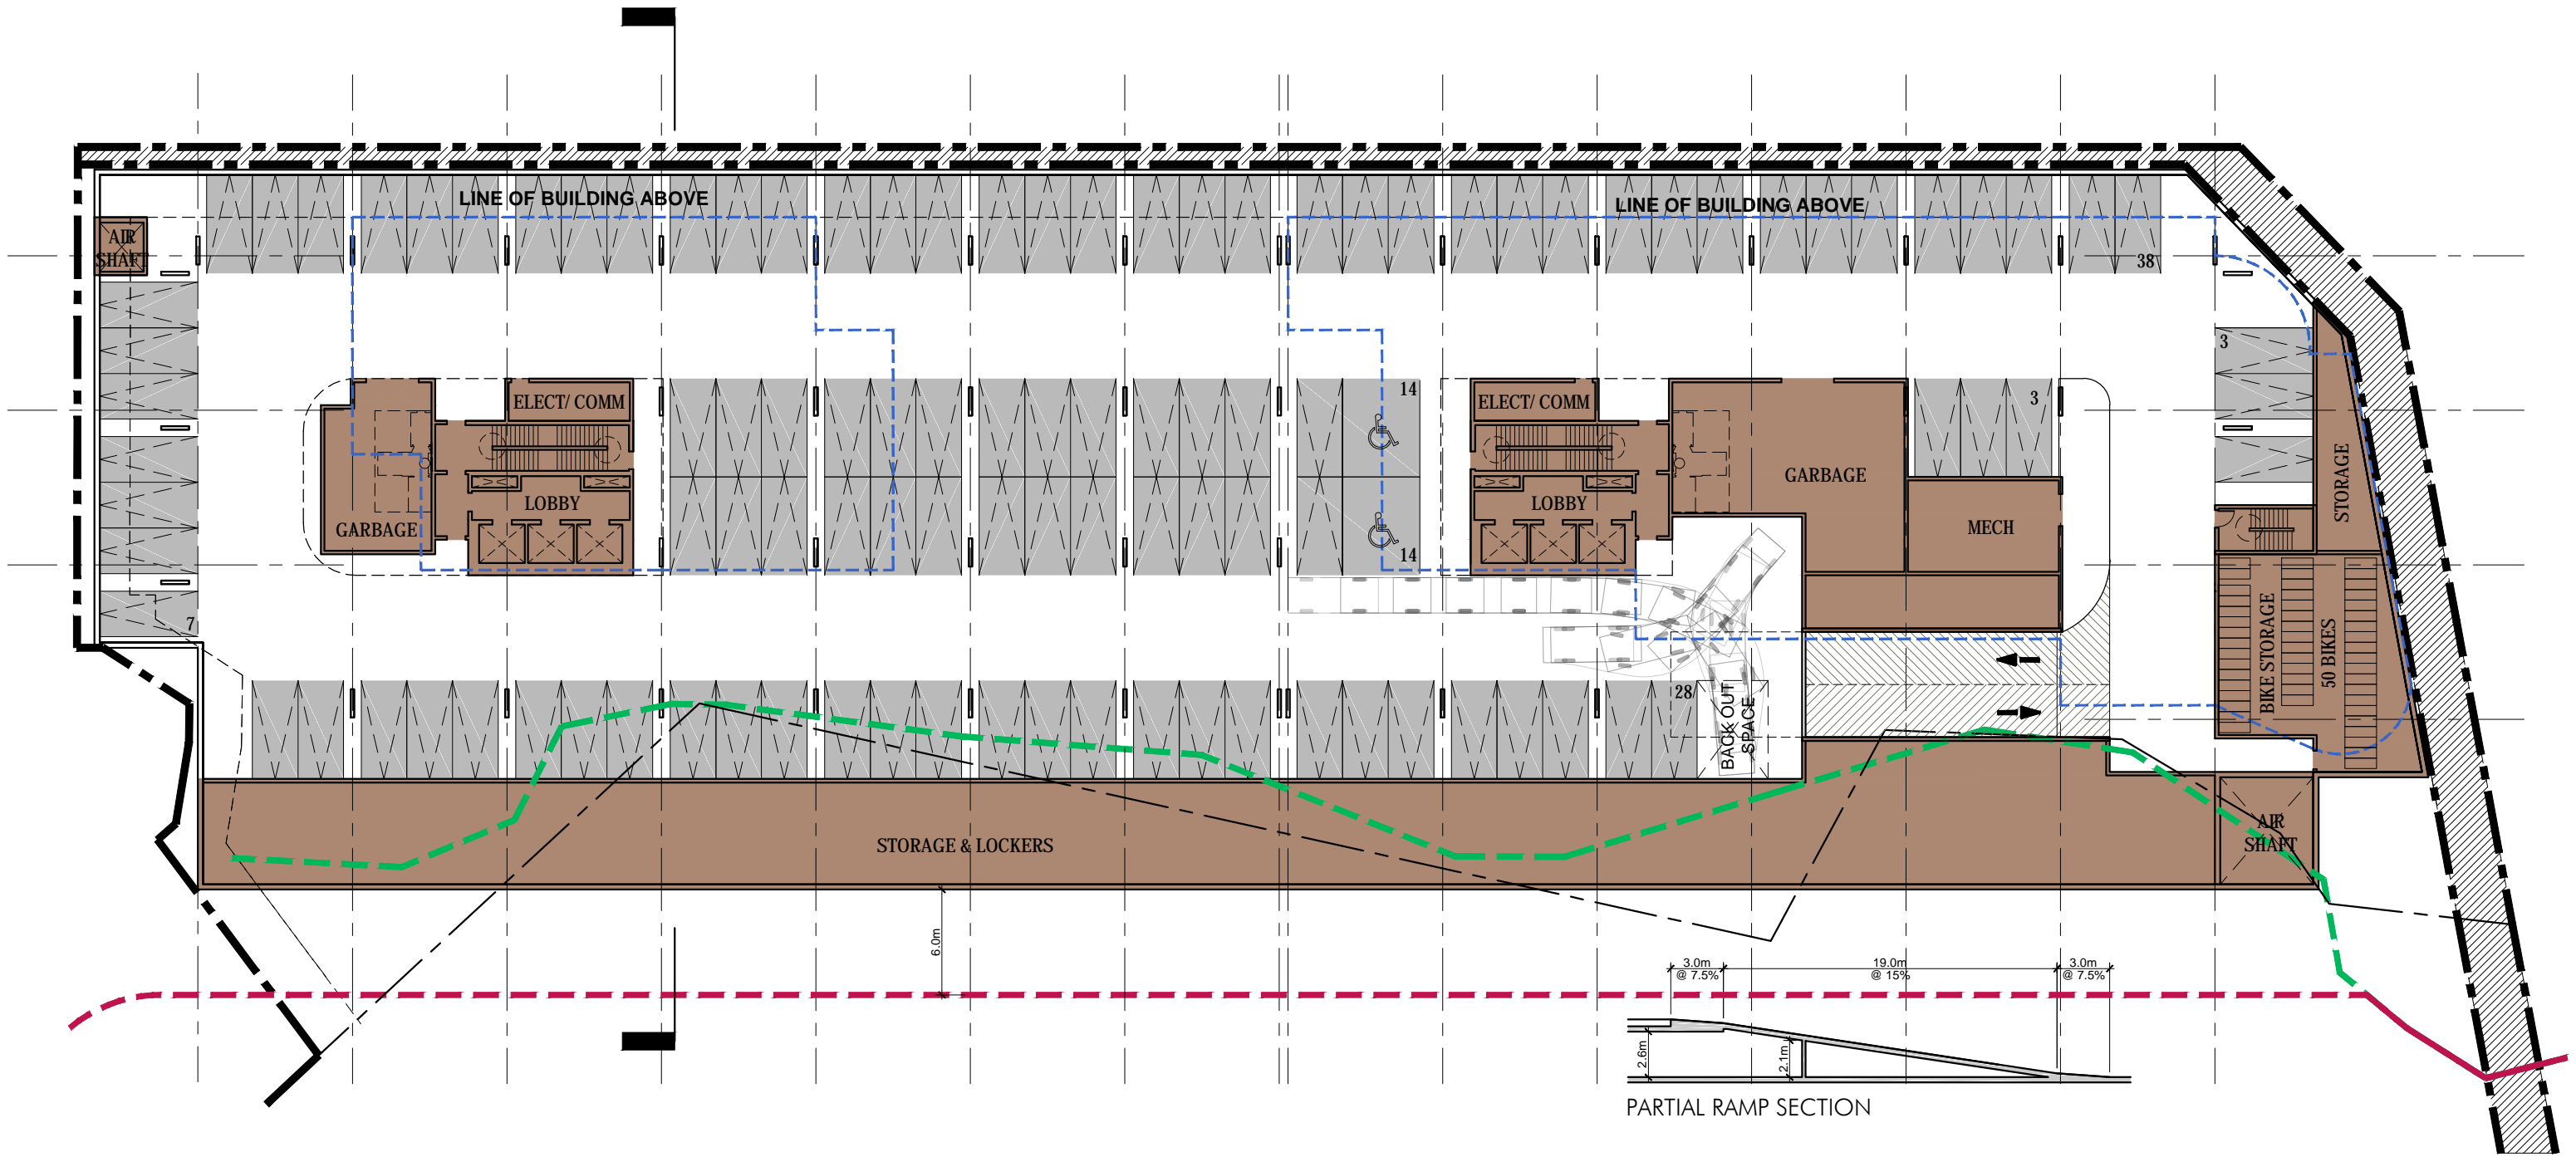 LINE OF BUILDING ABOVE
LINE OF BUILDING ABOVE
AIR
SHAFT
38
3
14
3
ELECT/ COMM
ELECT/ COMM
GARBAGE
STORAGE
LOBBY
LOBBY
GARBAGE
MECH
14
7
BIKE STORAGE
50 BIKES
28
BACK OUT
SPACE
STORAGE & LOCKERS
AIR
SHAFT
6.0m
3.0m
@ 7.5%
19.0m
@ 15%
3.0m
@ 7.5%
2.6m
2.1m
PARTIAL RAMP SECTION